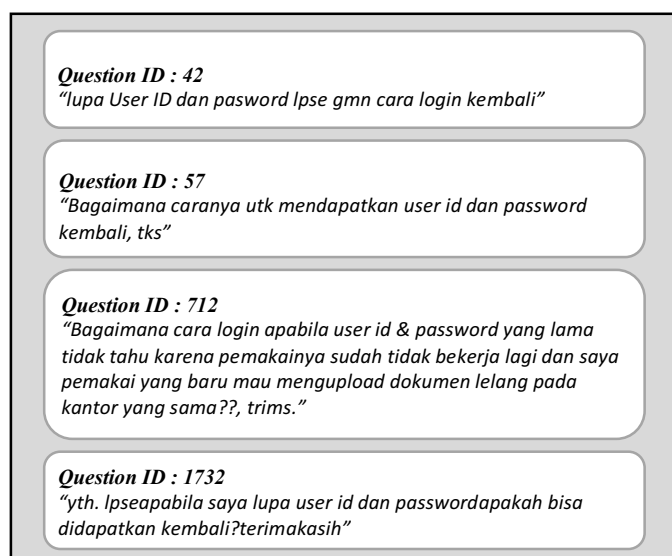 Question ID : 42
“lupa User ID dan pasword lpse gmn cara login kembali”
Question ID : 57
“Bagaimana caranya utk mendapatkan user id dan password
kembali, tks”
Question ID : 712
“Bagaimana cara login apabila user id & password yang lama
tidak tahu karena pemakainya sudah tidak bekerja lagi dan saya
pemakai yang baru mau mengupload dokumen lelang pada
kantor yang sama??, trims.”
Question ID : 1732
“yth. lpseapabila saya lupa user id dan passwordapakah bisa
didapatkan kembali?terimakasih”